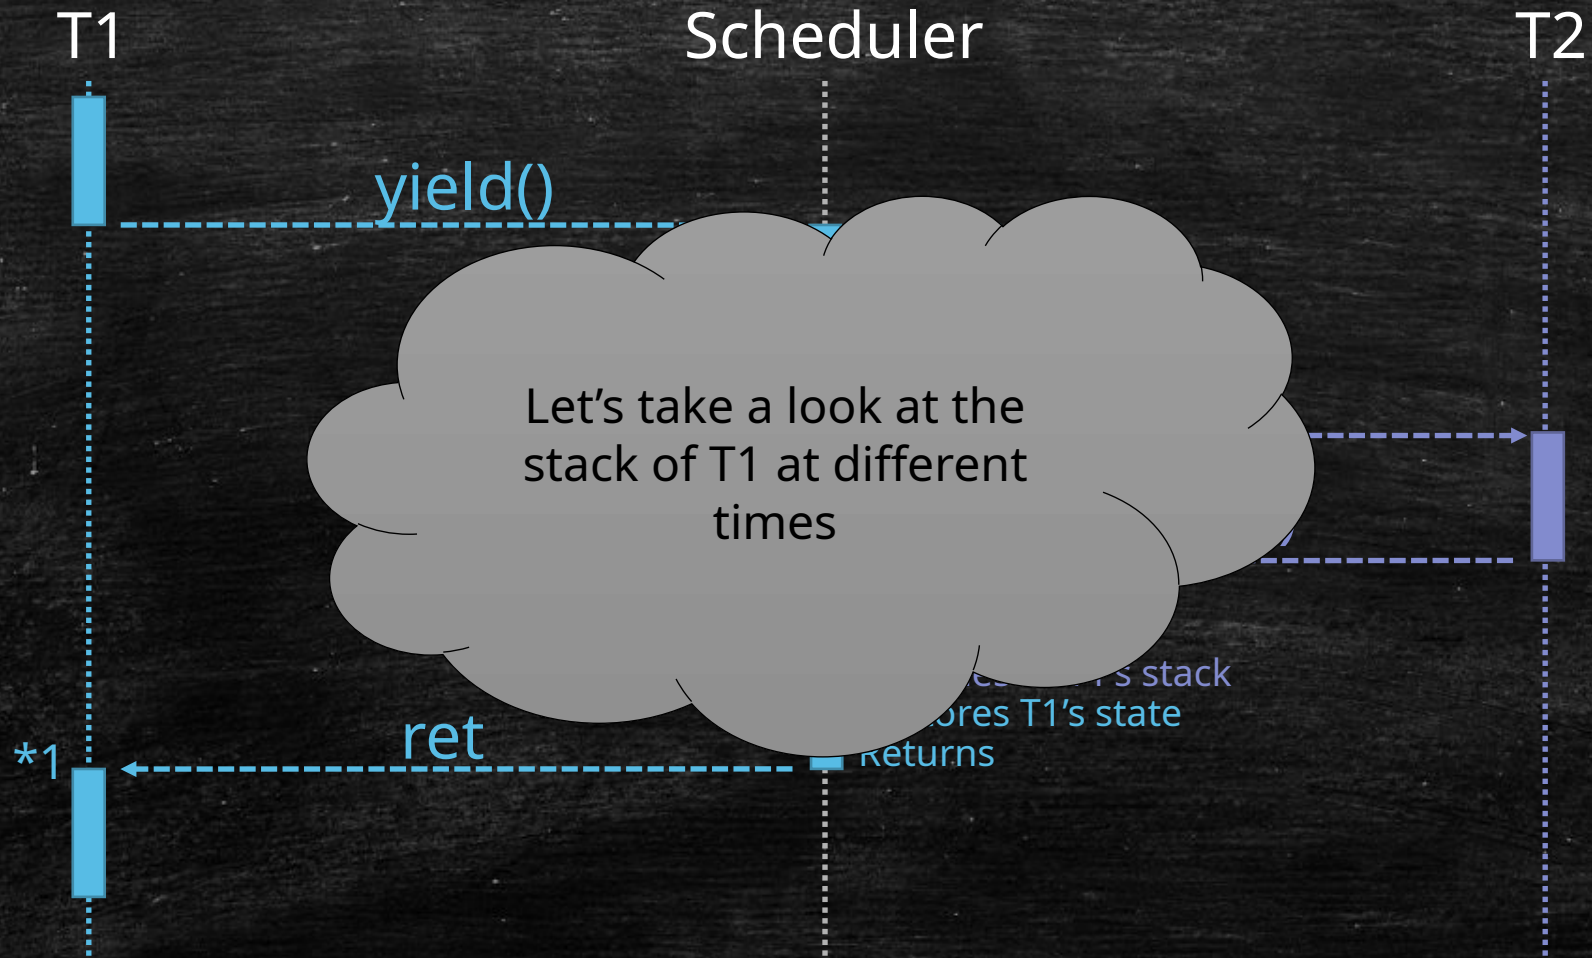 T1
Scheduler
T2
yield()
Let’s take a look at the
stack of T1 at different
times
stack
T1’s state
ret
Returns
*1